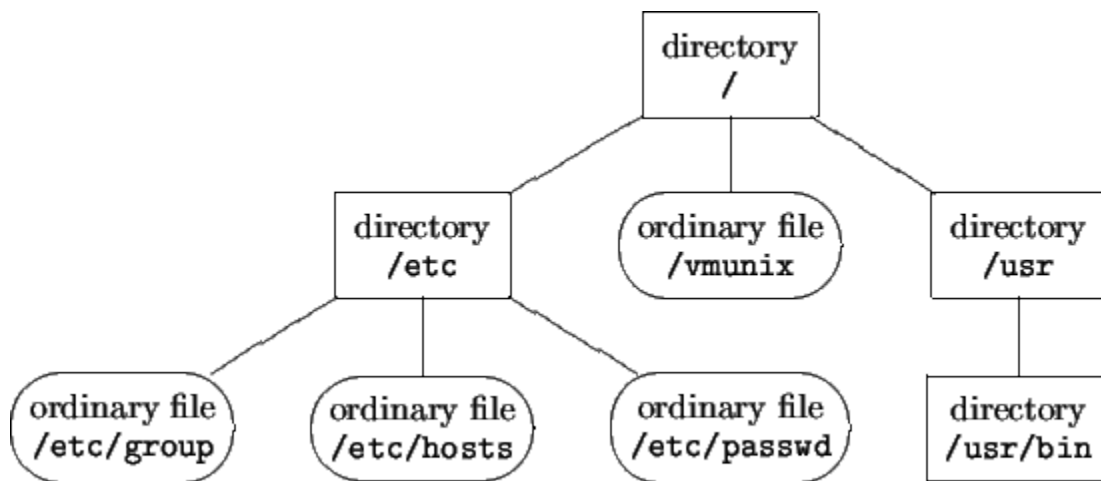 directory
/
directory
/etc
ordinary file
/vmunix
directory
/usr
ordinary file
/etc/group
ordinary file
/etc/hosts
ordinary file
/etc/passwd
directory
/usr/bin